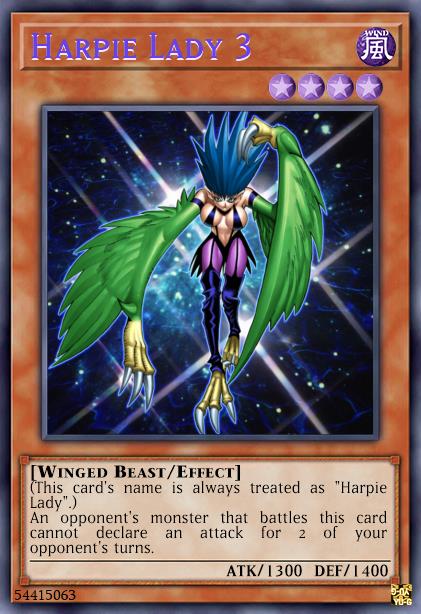 HARPIE LADY 3
WIND
風
[WINGED BEAST/EFFECT]
(This card's name is always treated as "Harpie
Lady".)
An opponent's monster that battles this card
cannot declare an attack for 2 of your
opponent's turns.
ATK/1300 DEF/1400
54415063